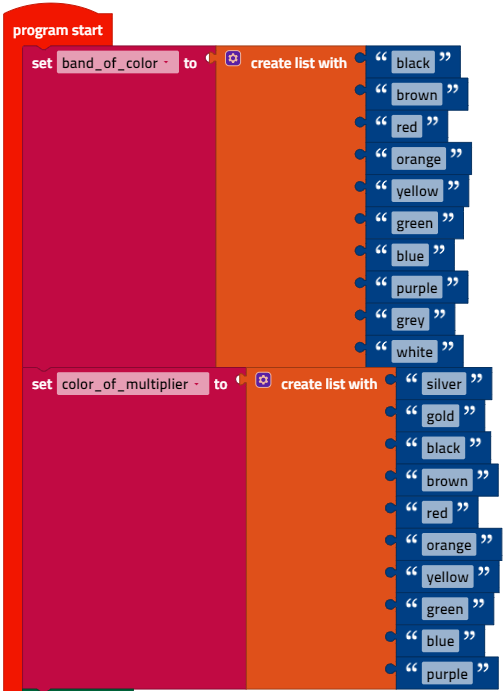 program start
set band_of_color to create list with “ black ”
“ brown ”
“ red ”
“ orange ”
“ yellow ”
“ green ”
“ blue ”
“ purple ”
“ grey ”
“ white ”
set color_of_multiplier to create list with “ silver ”
“ gold ”
“ black ”
“ brown ”
“ red ”
“ orange ”
“ yellow ”
“ green ”
“ blue ”
“ purple ”